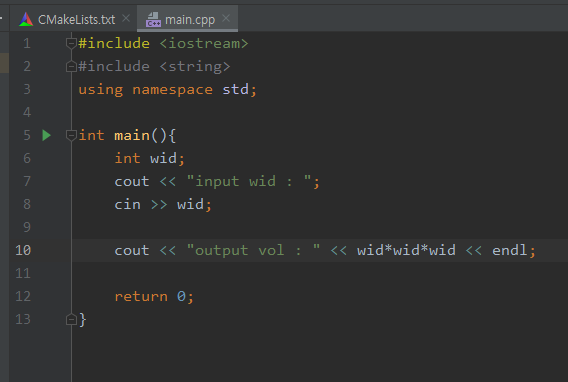 CMakeLists.txt main.cpp
1 #include <iostream>
2 #include <string>
3 using namespace std;
4
5 int main(){
6 int wid;
7 cout << "input wid : ";
8 cin >> wid;
9
10 cout << "output vol : " << wid*wid*wid << endl;
11
12 return 0;
13 }